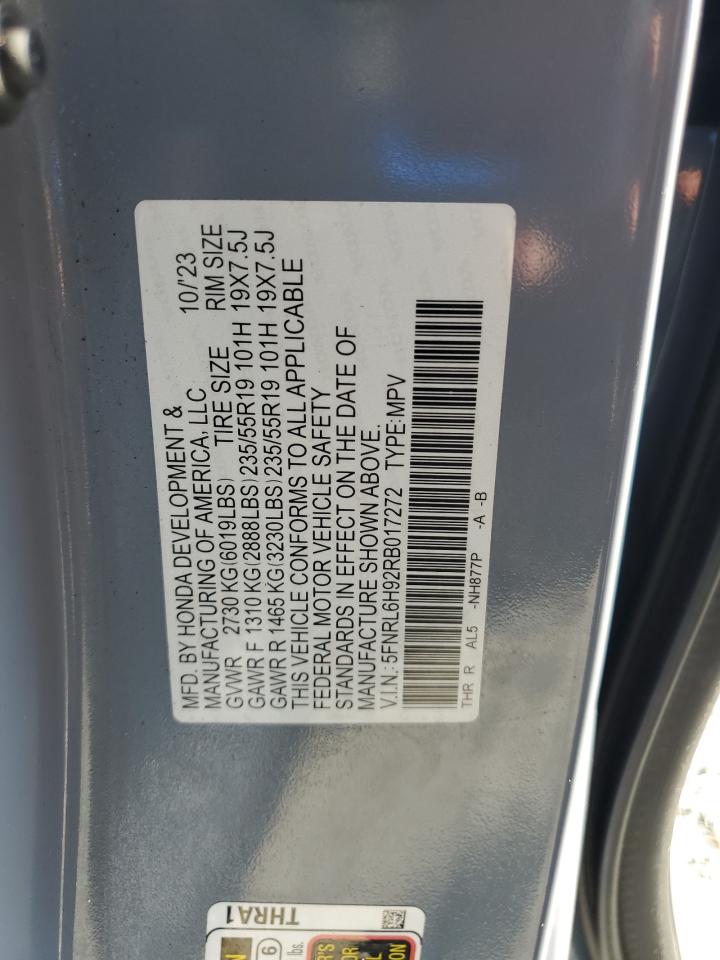 MFD. BY HONDA DEVELOPMENT &
MANUFACTURING OF AMERICA, LLC 10/'23
GVWR 2730 KG(6019LBS) TIRE SIZE RIM SIZE
GAWR F 1310 KG(2888LBS)235/55R19 101H 19X7.5J
GAWR R 1465 KG(3230LBS)235/55R19 101H 19X7.5J
THIS VEHICLE CONFORMS TO ALL APPLICABLE
FEDERAL MOTOR VEHICLE SAFETY
STANDARDS IN EFFECT ON THE DATE OF
MANUFACTURE SHOWN ABOVE.
V.I.N.:5FNRL6H92RB017272 TYPE:MPV
THR R AL5 -NH877P -A -B
THRA1
6
lbs.